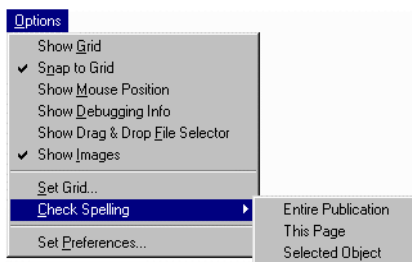 Options
Show Grid
✔ Snap to Grid
Show Mouse Position
Show Debugging Info
Show Drag & Drop File Selector
✔ Show Images
Set Grid...
Check Spelling
Entire Publication
This Page
Set Preferences...
Selected Object